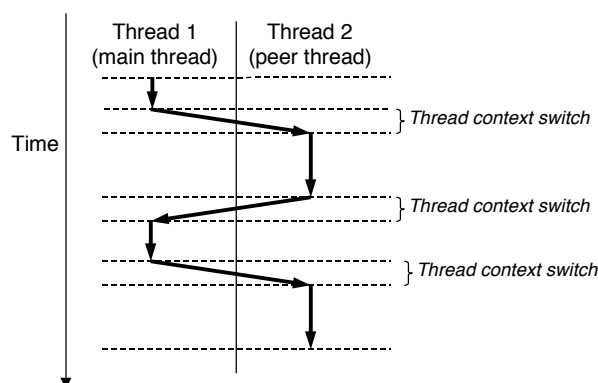 Thread 1
(main thread)
Thread 2
(peer thread)
Thread context switch
Time
Thread context switch
Thread context switch